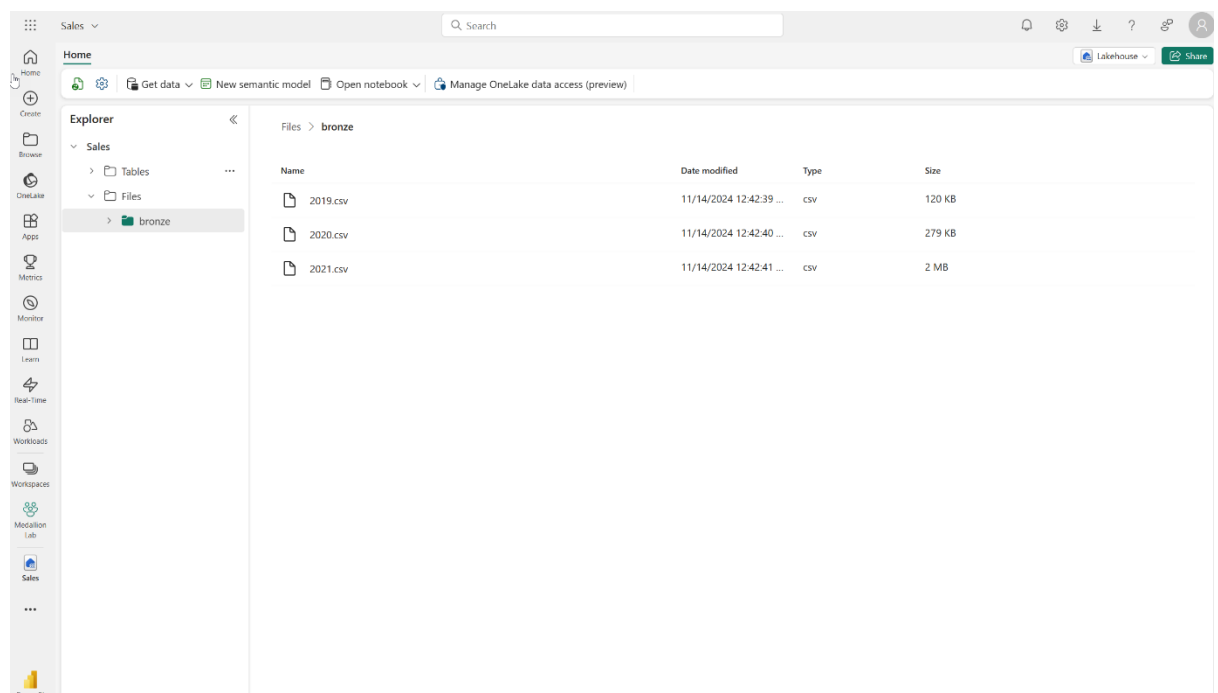 Sales
Search
Home
Lakehouse
Share
Get data
New semantic model
Open notebook
Manage OneLake data access (preview)
Home
Create
Browse
OneLake
Apps
Metrics
Monitor
Learn
Real-Time
Workloads
Workspaces
Medallion
Lab
Sales
Explorer
Sales
Tables
Files
bronze
Files > bronze
Name Date modified Type Size
2019.csv 11/14/2024 12:42:39 ... csv 120 KB
2020.csv 11/14/2024 12:42:40 ... csv 279 KB
2021.csv 11/14/2024 12:42:41 ... csv 2 MB